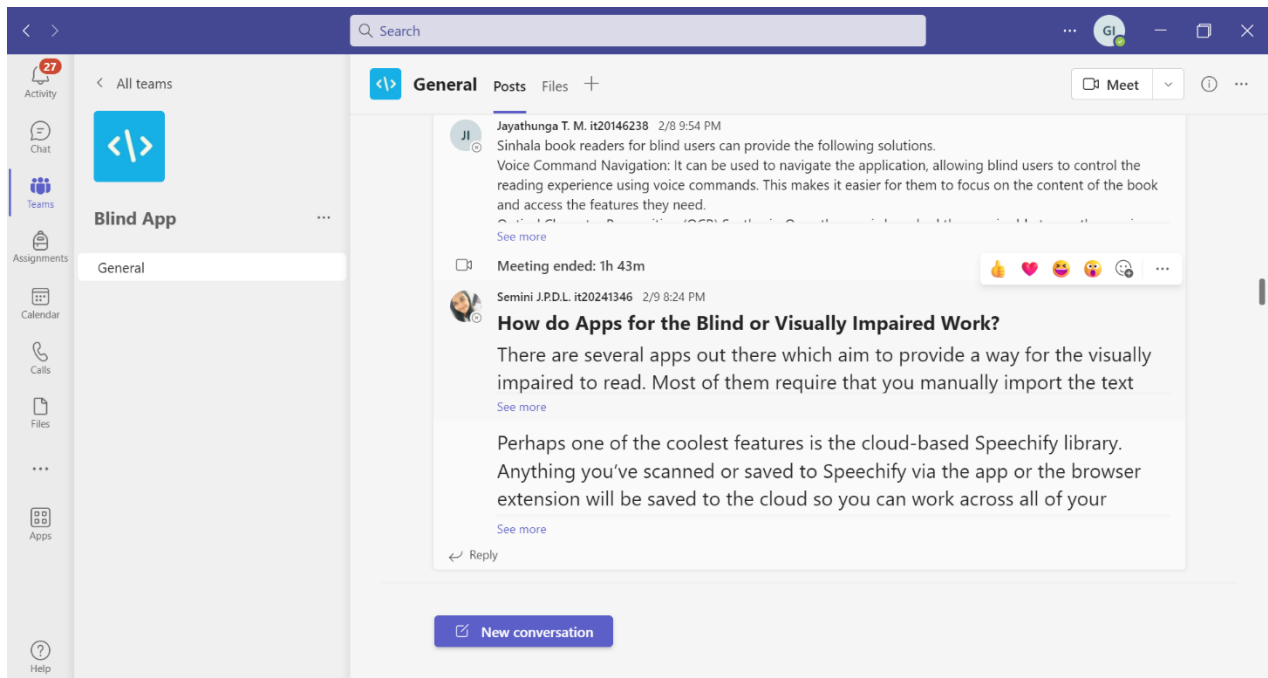 Search
GI
27
Activity
Chat
Teams
Assignments
Calendar
Calls
Files
Apps
Help
All teams
Blind App
General
General Posts Files
Meet
JI
Jayathunga T. M. it20146238 2/8 9:54 PM
Sinhala book readers for blind users can provide the following solutions.
Voice Command Navigation: It can be used to navigate the application, allowing blind users to control the
reading experience using voice commands. This makes it easier for them to focus on the content of the book
and access the features they need.
See more
Meeting ended: 1h 43m
Semini J.P.D.L. it20241346 2/9 8:24 PM
How do Apps for the Blind or Visually Impaired Work?
There are several apps out there which aim to provide a way for the visually
impaired to read. Most of them require that you manually import the text
See more
Perhaps one of the coolest features is the cloud-based Speechify library.
Anything you’ve scanned or saved to Speechify via the app or the browser
extension will be saved to the cloud so you can work across all of your
See more
Reply
New conversation